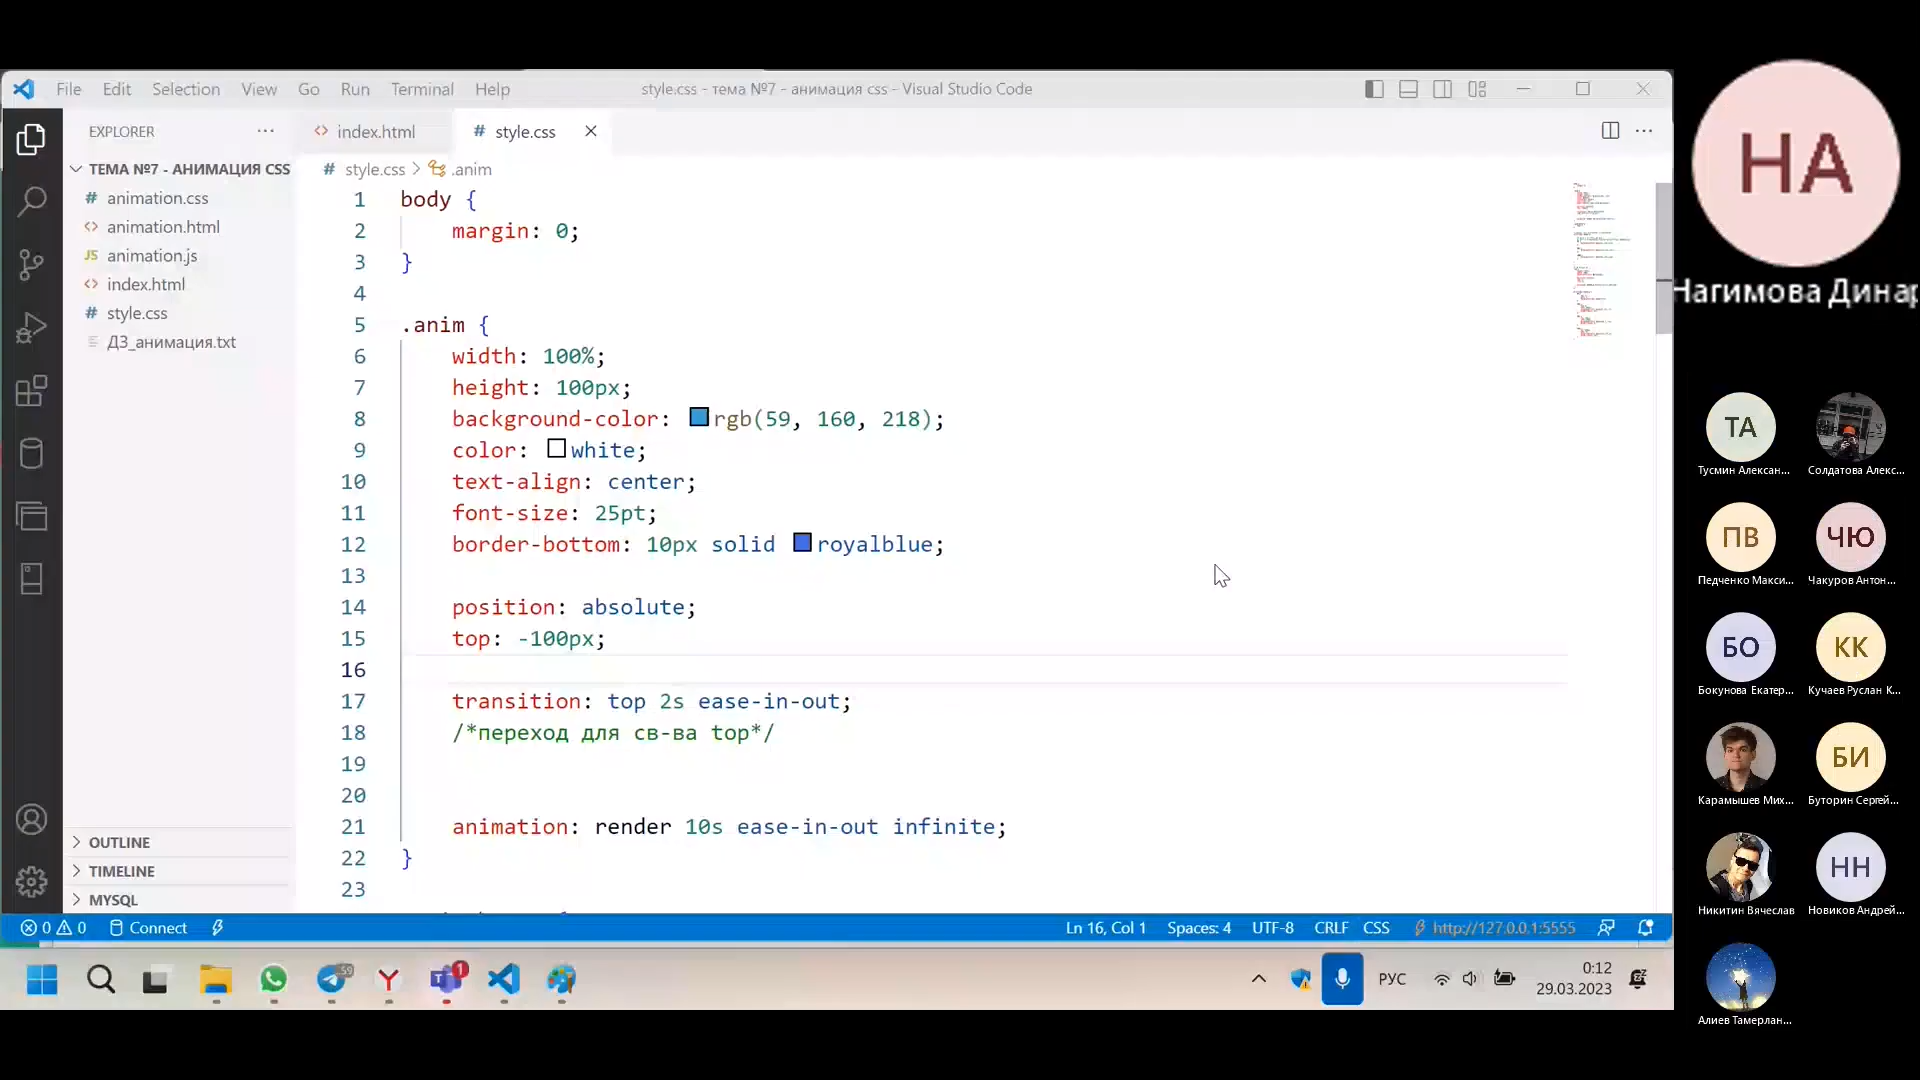 File Edit Selection View Go Run Terminal Help
style.css - тема №7 - анимация css - Visual Studio Code
EXPLORER
ТЕМА №7 - АНИМАЦИЯ CSS
# animation.css
<> animation.html
JS animation.js
<> index.html
# style.css
ДЗ_анимация.txt
OUTLINE
TIMELINE
MYSQL
<> index.html
# style.css
# style.css > .anim
1 body {
2 margin: 0;
3 }
4
5 .anim {
6 width: 100%;
7 height: 100px;
8 background-color: rgb(59, 160, 218);
9 color: white;
10 text-align: center;
11 font-size: 25pt;
12 border-bottom: 10px solid royalblue;
13
14 position: absolute;
15 top: -100px;
16
17 transition: top 2s ease-in-out;
18 /*переход для св-ва top*/
19
20
21 animation: render 10s ease-in-out infinite;
22 }
23
0 0 Connect
Ln 16, Col 1 Spaces: 4 UTF-8 CRLF CSS http://127.0.0.1:5555
59
1
РУС
0:12
29.03.2023
НА
Нагимова Динар
ТА
Тусмин Алексан...
Солдатова Алекс...
ПВ
Педченко Макси...
ЧЮ
Чакуров Антон...
БО
Бокунова Екатер...
КК
Кучаев Руслан К...
Карамышев Мих...
БИ
Буторин Сергей...
Никитин Вячеслав
НН
Новиков Андрей...
Алиев Тамерлан...